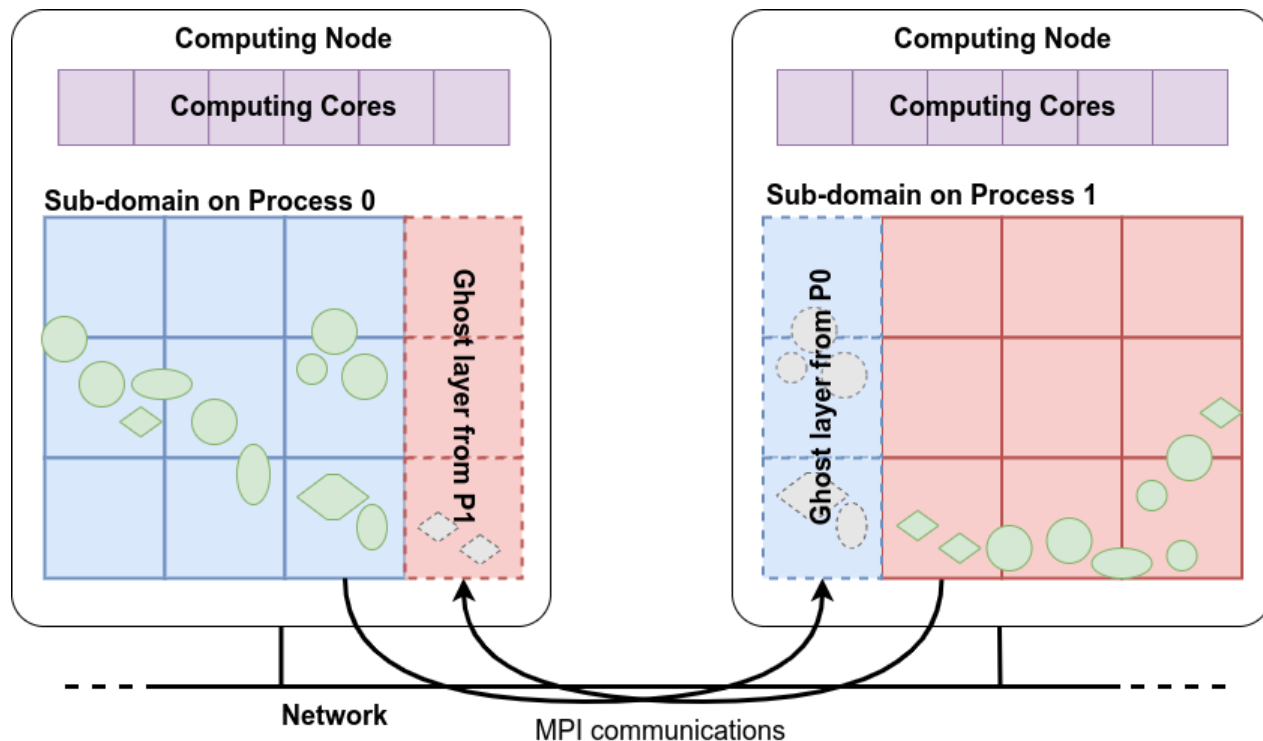 Computing Node
Computing Cores
Sub-domain on Process 0
Ghost layer from P1
Computing Node
Computing Cores
Sub-domain on Process 1
Ghost layer from P0
Network
MPI communications